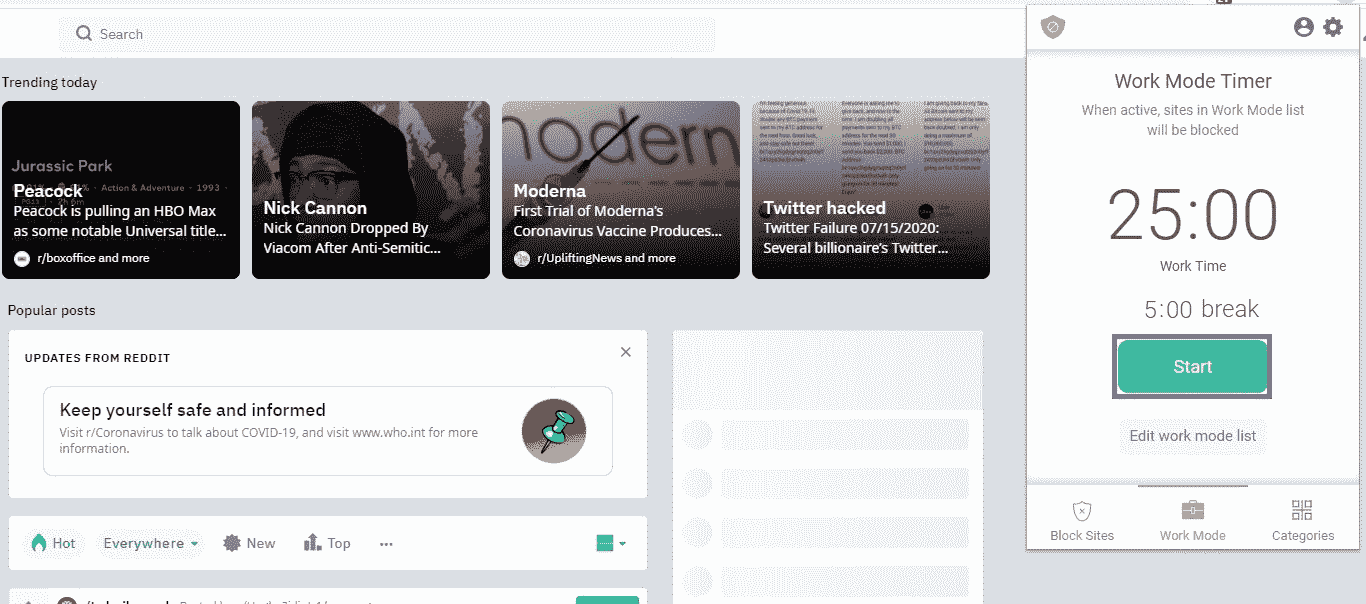 Search
Trending today
Jurassic Park
Action & Adventure · 1993 ·
Peacock
Peacock is pulling an HBO Max
as some notable Universal title...
r/boxoffice and more
Nick Cannon
Nick Cannon Dropped By
Viacom After Anti-Semitic...
moderna
Moderna
First Trial of Moderna's
Coronavirus Vaccine Produces...
r/UpliftingNews and more
Twitter hacked
Twitter Failure 07/15/2020:
Several billionaire's Twitter...
Popular posts
UPDATES FROM REDDIT
Keep yourself safe and informed
Visit r/Coronavirus to talk about COVID-19, and visit www.who.int for more
information.
Hot
Everywhere
New
Top
...
Work Mode Timer
When active, sites in Work Mode list
will be blocked
25:00
Work Time
5:00 break
Start
Edit work mode list
Block Sites
Work Mode
Categories